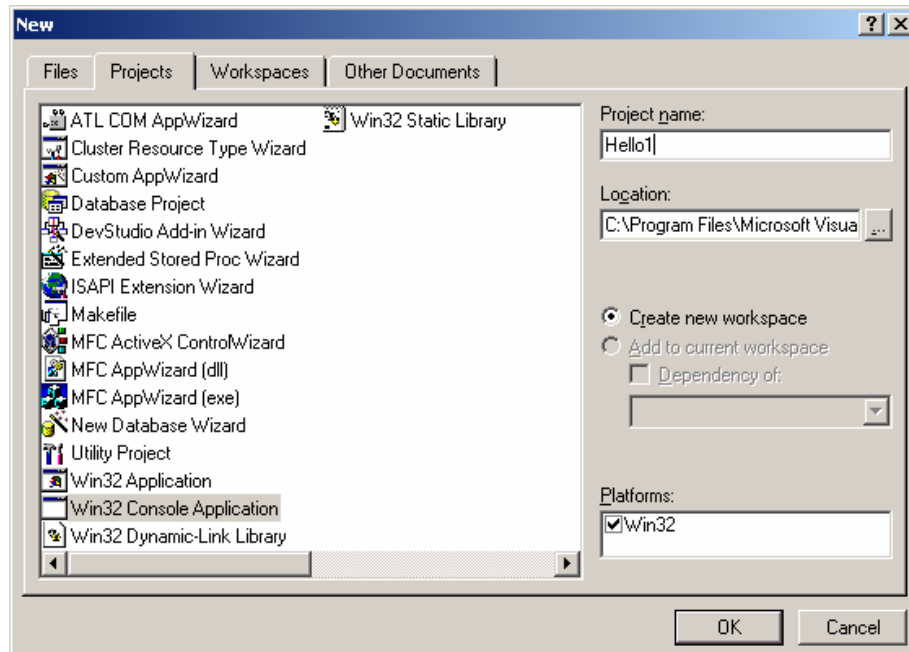 New
Files Projects Workspaces Other Documents
ATL COM AppWizard
Cluster Resource Type Wizard
Custom AppWizard
Database Project
DevStudio Add-in Wizard
Extended Stored Proc Wizard
ISAPI Extension Wizard
Makefile
MFC ActiveX ControlWizard
MFC AppWizard (dll)
MFC AppWizard (exe)
New Database Wizard
Utility Project
Win32 Application
Win32 Console Application
Win32 Dynamic-Link Library
Win32 Static Library
Project name:
Hello1
Location:
C:\Program Files\Microsoft Visua
...
Create new workspace
Add to current workspace
Dependency of:
Platforms:
Win32
OK Cancel